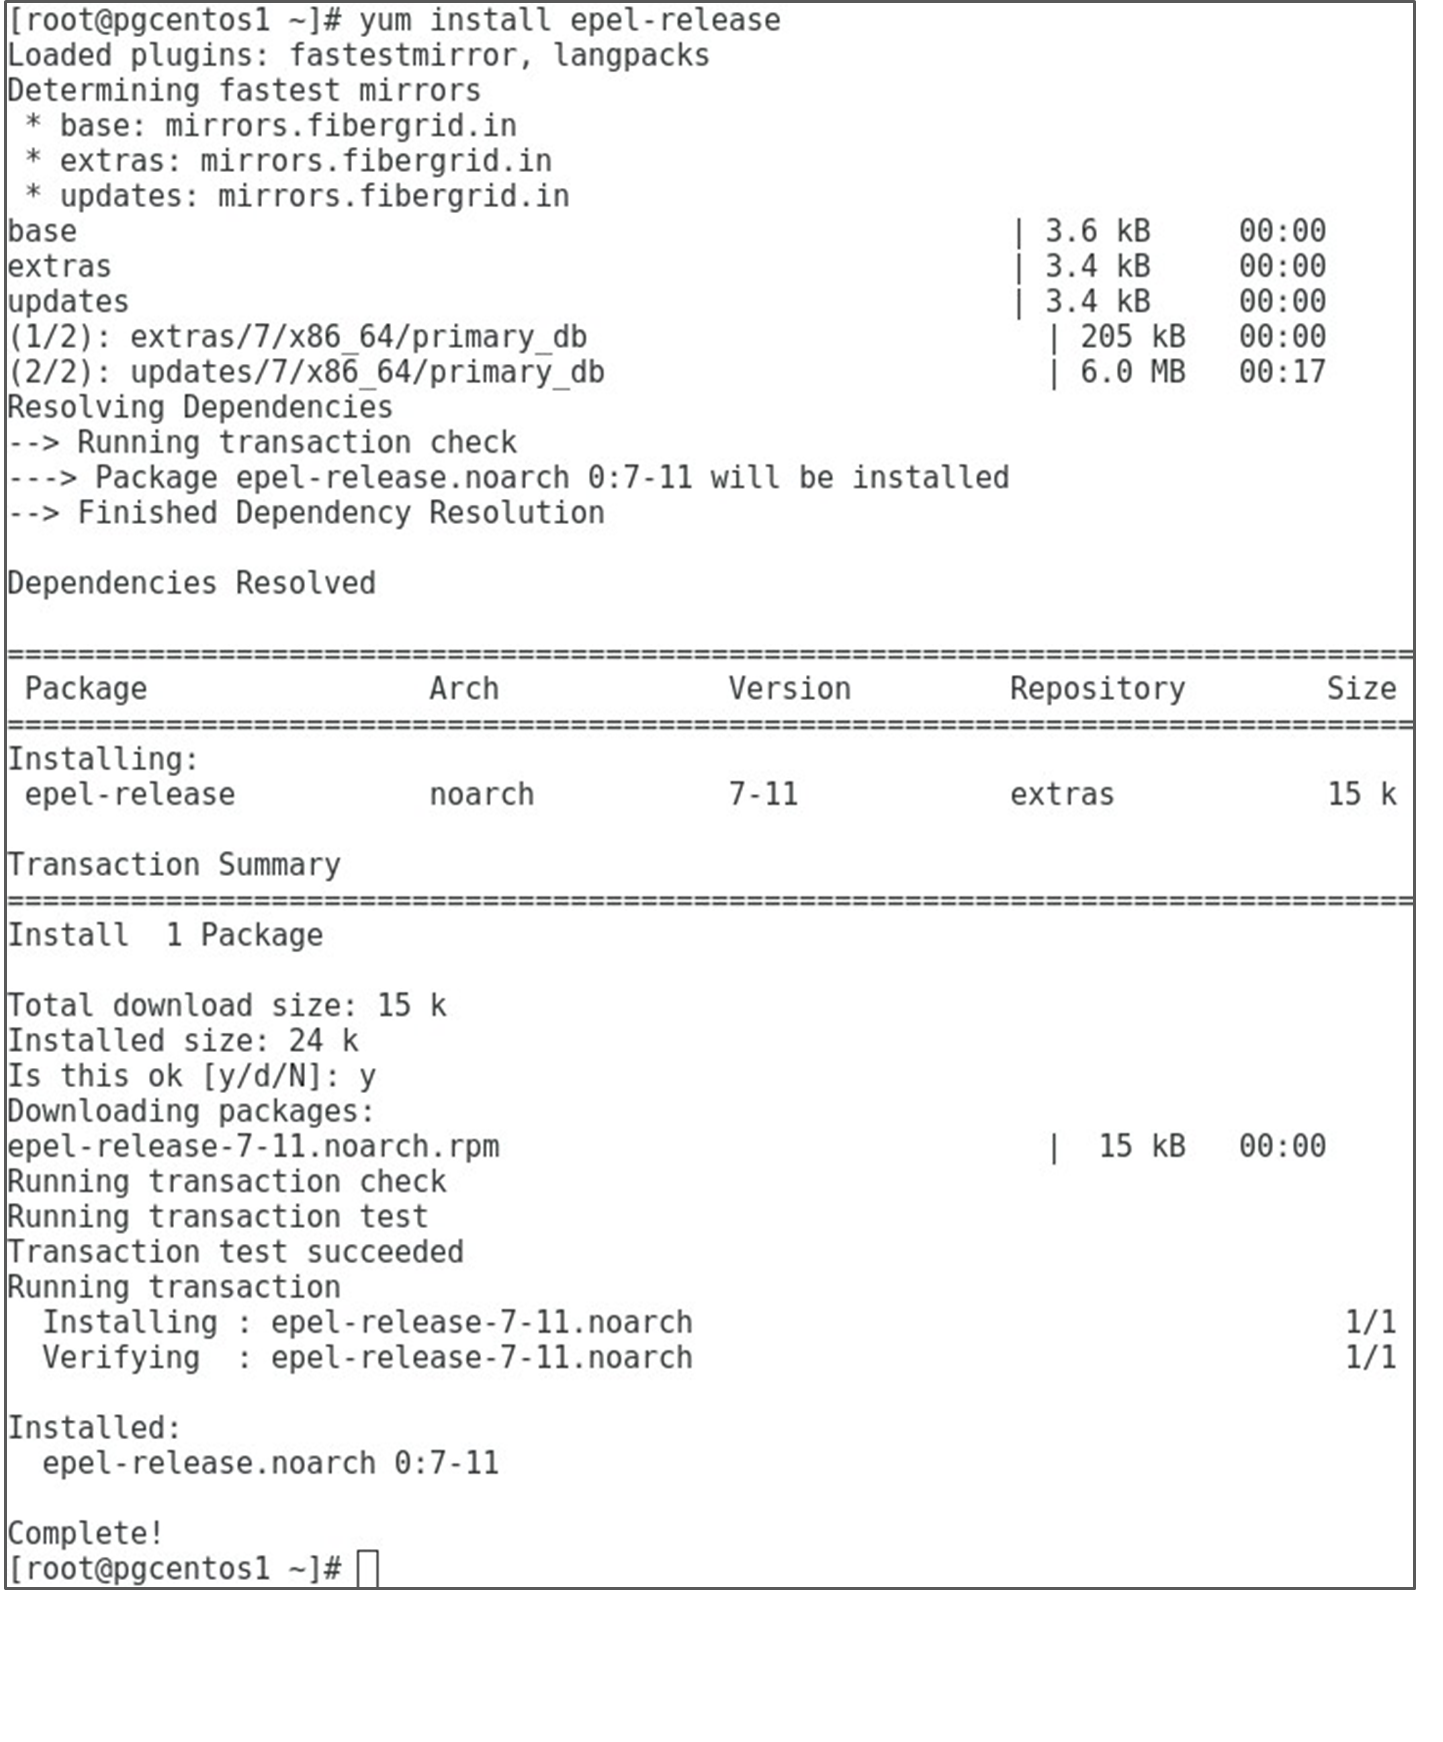 [root@pgcentos1 ~]# yum install epel-release
Loaded plugins: fastestmirror, langpacks
Determining fastest mirrors
 * base: mirrors.fibergrid.in
 * extras: mirrors.fibergrid.in
 * updates: mirrors.fibergrid.in
base                                                     | 3.6 kB     00:00
extras                                                   | 3.4 kB     00:00
updates                                                  | 3.4 kB     00:00
(1/2): extras/7/x86_64/primary_db                          | 205 kB   00:00
(2/2): updates/7/x86_64/primary_db                         | 6.0 MB   00:17
Resolving Dependencies
--> Running transaction check
---> Package epel-release.noarch 0:7-11 will be installed
--> Finished Dependency Resolution

Dependencies Resolved

================================================================================
 Package                Arch             Version         Repository        Size
================================================================================
Installing:
 epel-release           noarch           7-11            extras            15 k

Transaction Summary
================================================================================
Install  1 Package

Total download size: 15 k
Installed size: 24 k
Is this ok [y/d/N]: y
Downloading packages:
epel-release-7-11.noarch.rpm                               |  15 kB   00:00
Running transaction check
Running transaction test
Transaction test succeeded
Running transaction
  Installing : epel-release-7-11.noarch                                     1/1
  Verifying  : epel-release-7-11.noarch                                     1/1

Installed:
  epel-release.noarch 0:7-11

Complete!
[root@pgcentos1 ~]#